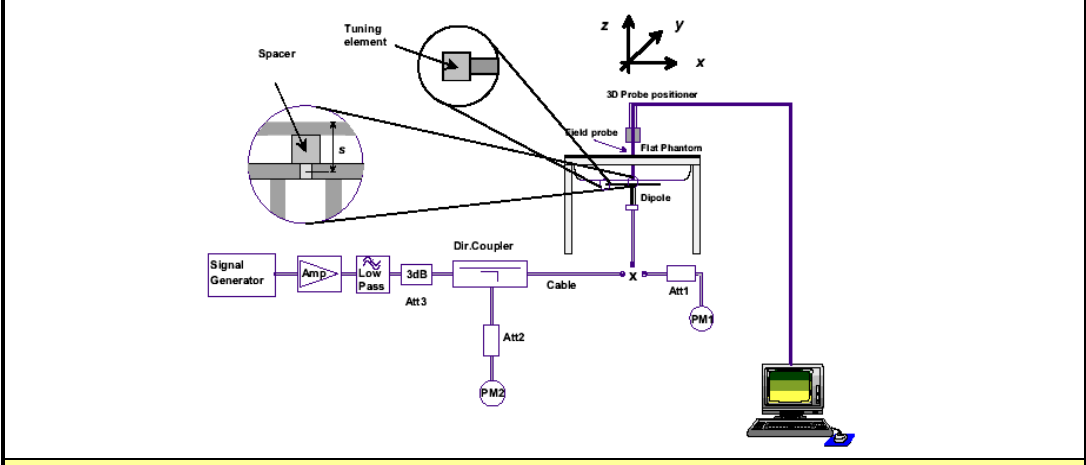 Tuning
element
Spacer
z
y
x
3D Probe positioner
Field probe
Flat Phantom
s
Dipole
Dir.Coupler
Signal
Generator
Amp
Low
Pass
3dB
Att3
Cable
x
Att1
PM1
Att2
PM2